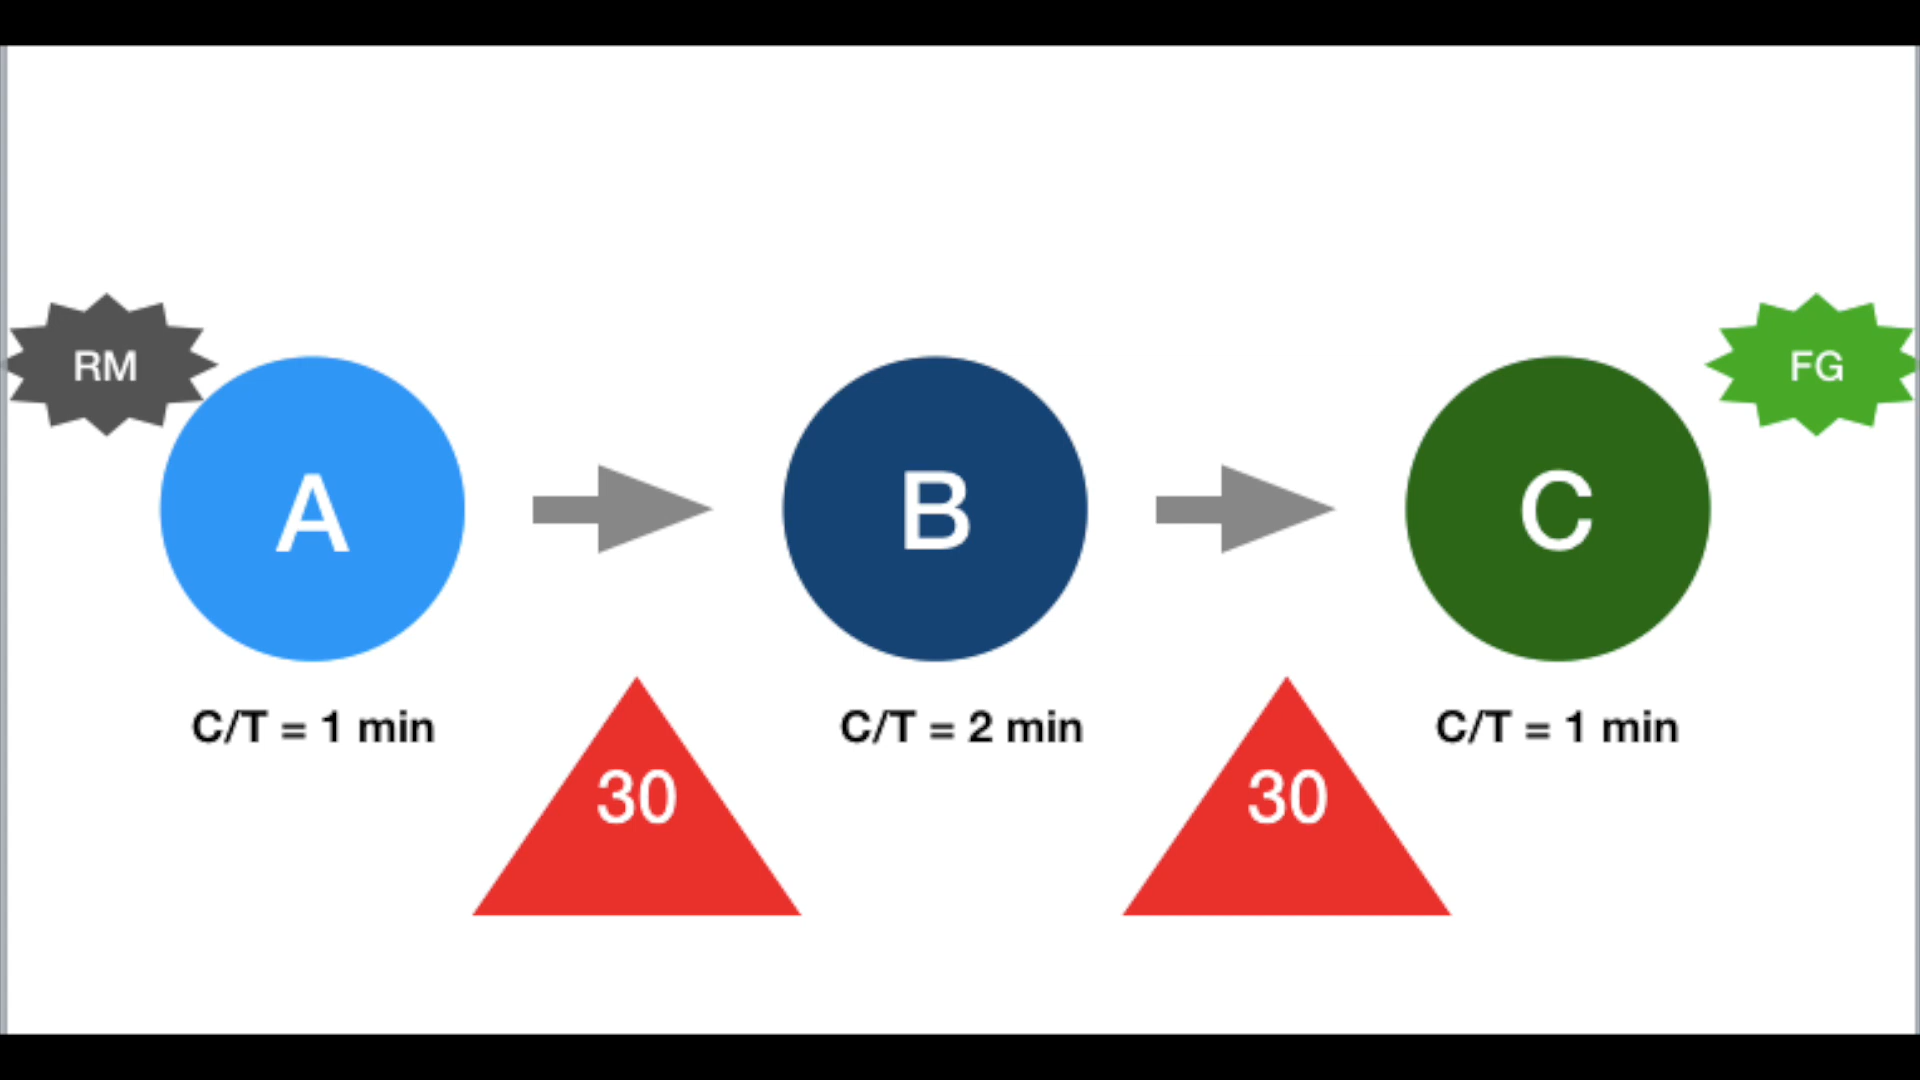 RM
FG
A
B
C
C/T = 1 min
C/T = 2 min
C/T = 1 min
30
30